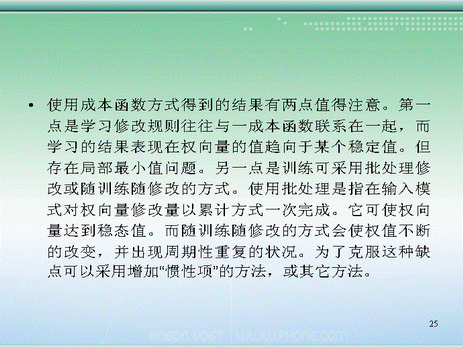 • 使用成本函数方式得到的结果有两点值得注意。第一
点是学习修改规则往往与一成本函数联系在一起，而
学习的结果表现在权向量的值趋向于某个稳定值。但
存在局部最小值问题。另一点是训练可采用批处理修
改或随训练随修改的方式。使用批处理是指在输入模
式对权向量修改量以累计方式一次完成。它可使权向
量达到稳态值。而随训练随修改的方式会使权值不断
的改变，并出现周期性重复的状况。为了克服这种缺
点可以采用增加“惯性项”的方法，或其它方法。
25